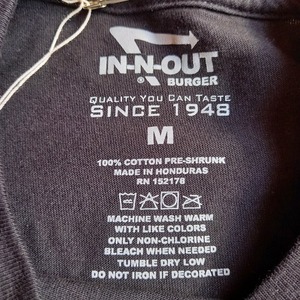 IN-N-OUT
® BURGER
QUALITY YOU CAN TASTE
SINCE 1948
M
100% COTTON PRE-SHRUNK
MADE IN HONDURAS
RN 152178
MACHINE WASH WARM
WITH LIKE COLORS
ONLY NON-CHLORINE
BLEACH WHEN NEEDED
TUMBLE DRY LOW
DO NOT IRON IF DECORATED